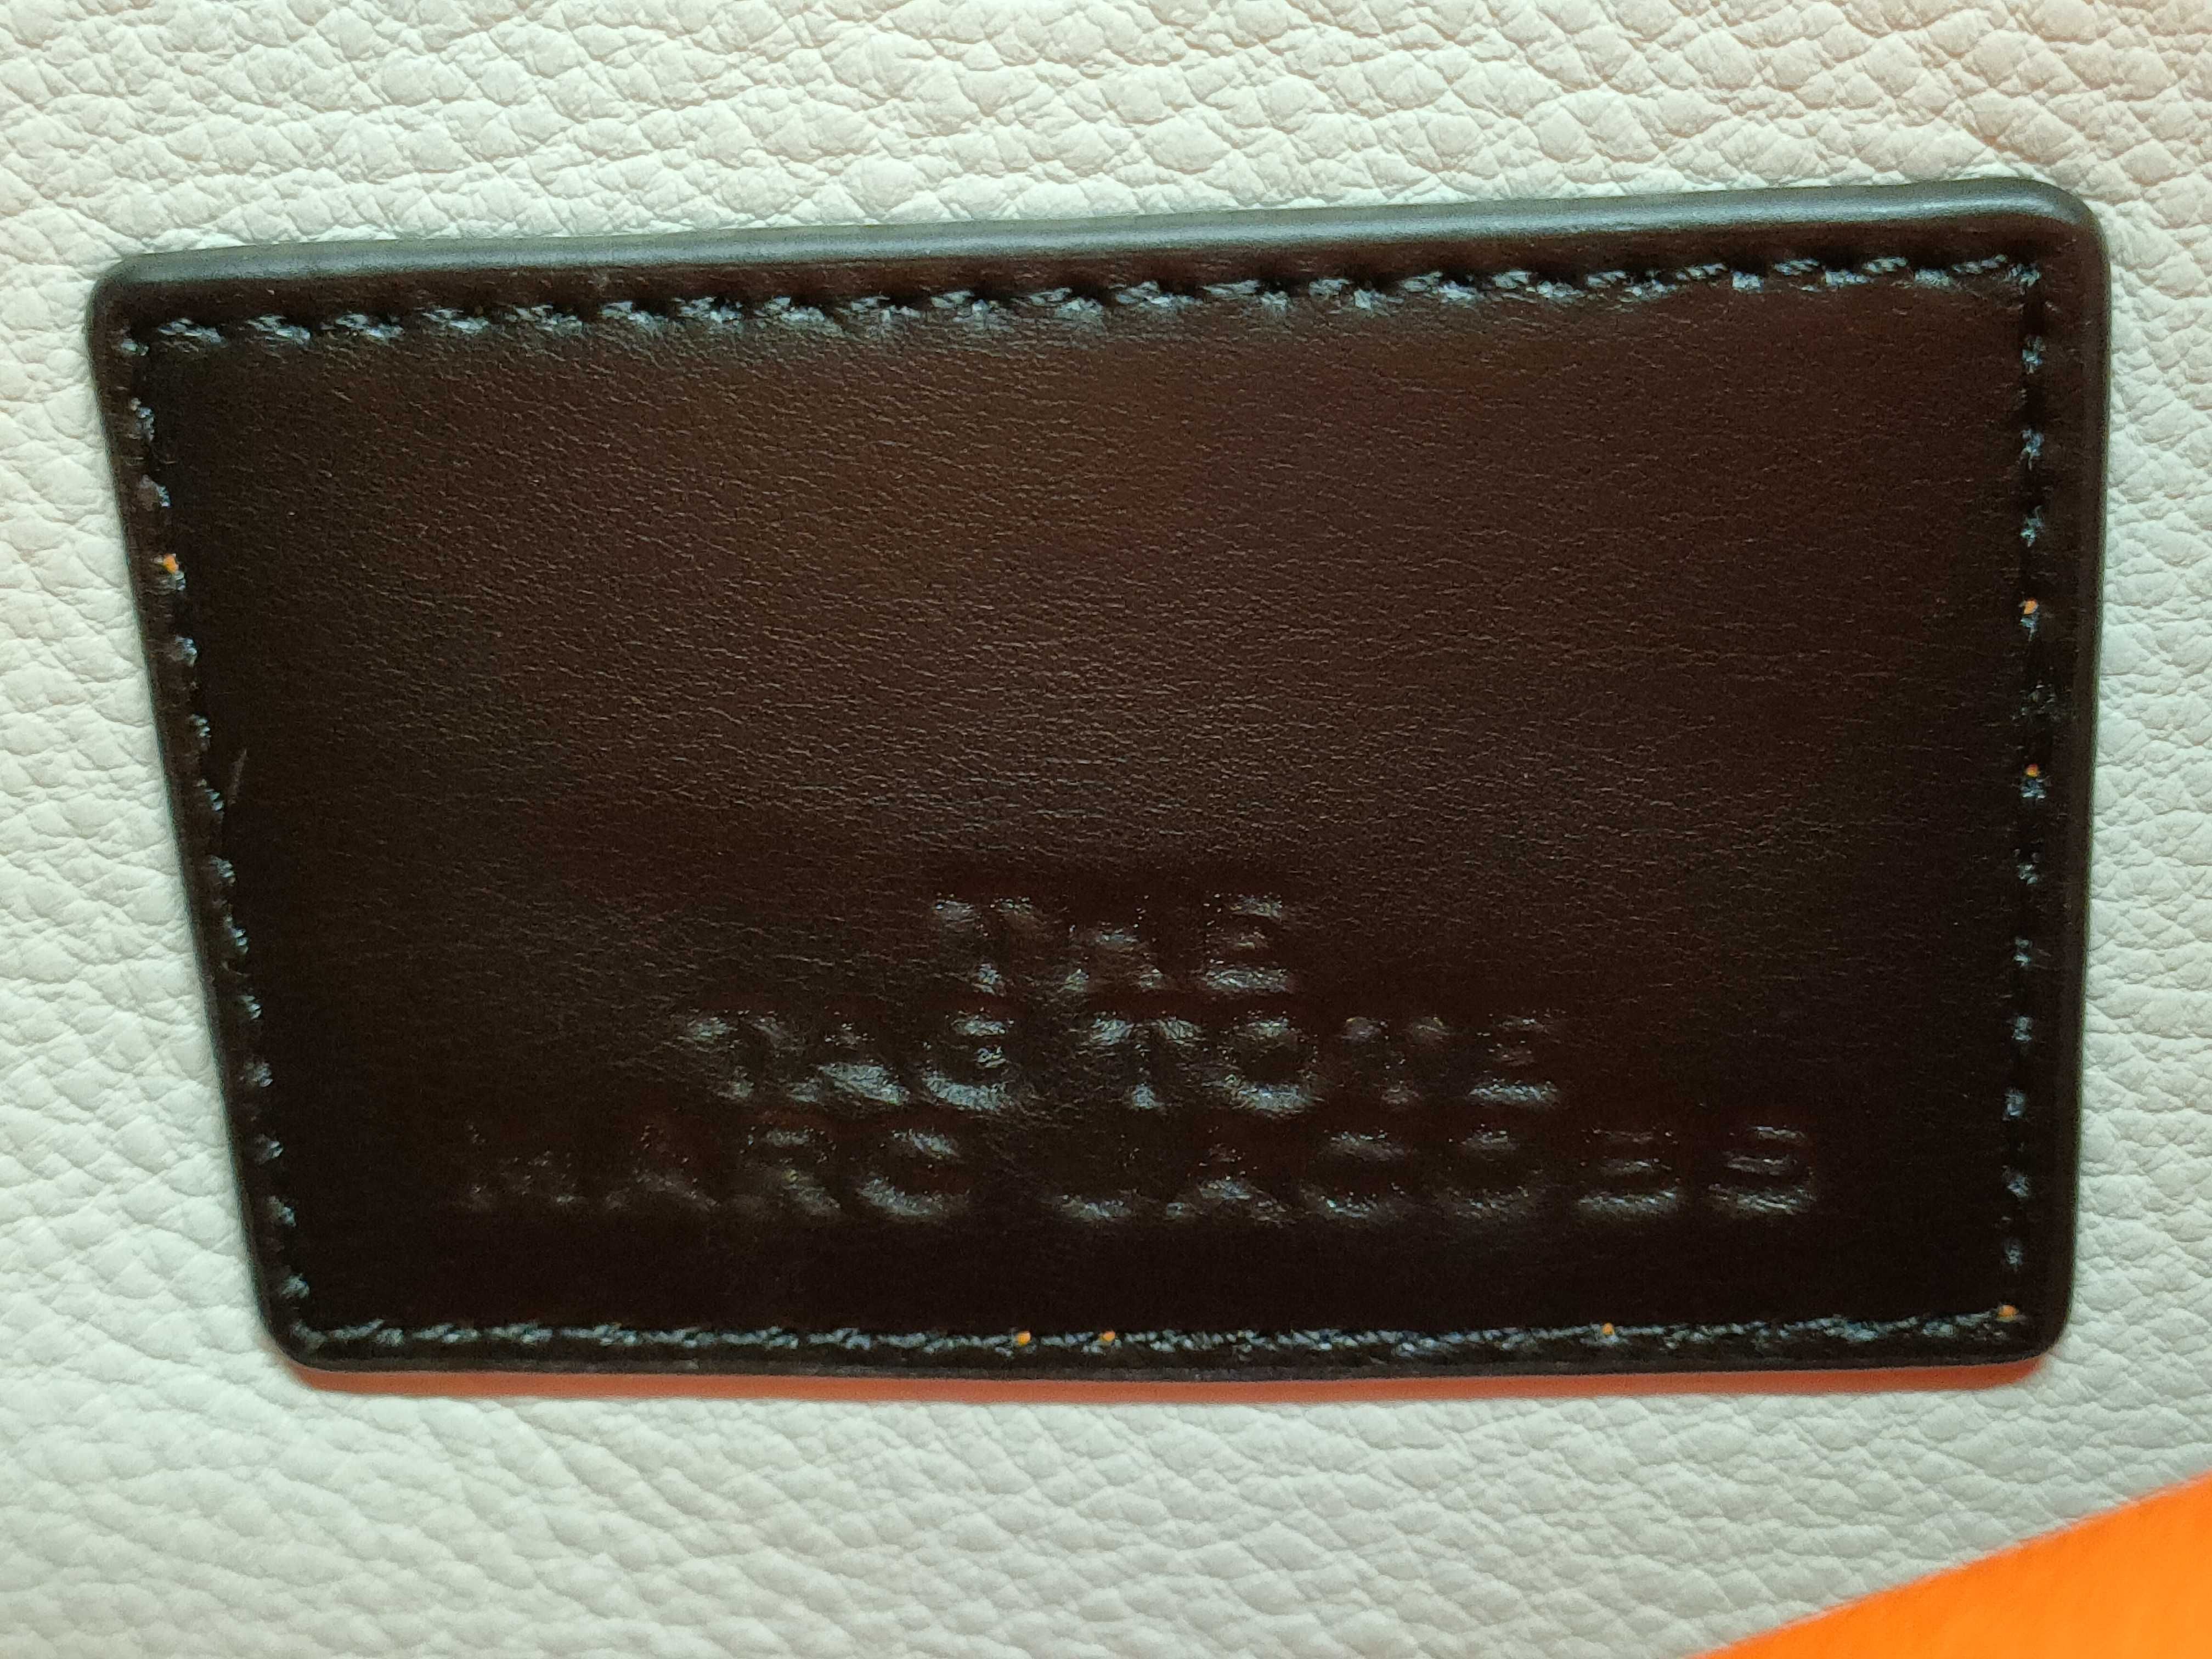 THE
TAG TOTE
MARC JACOBS